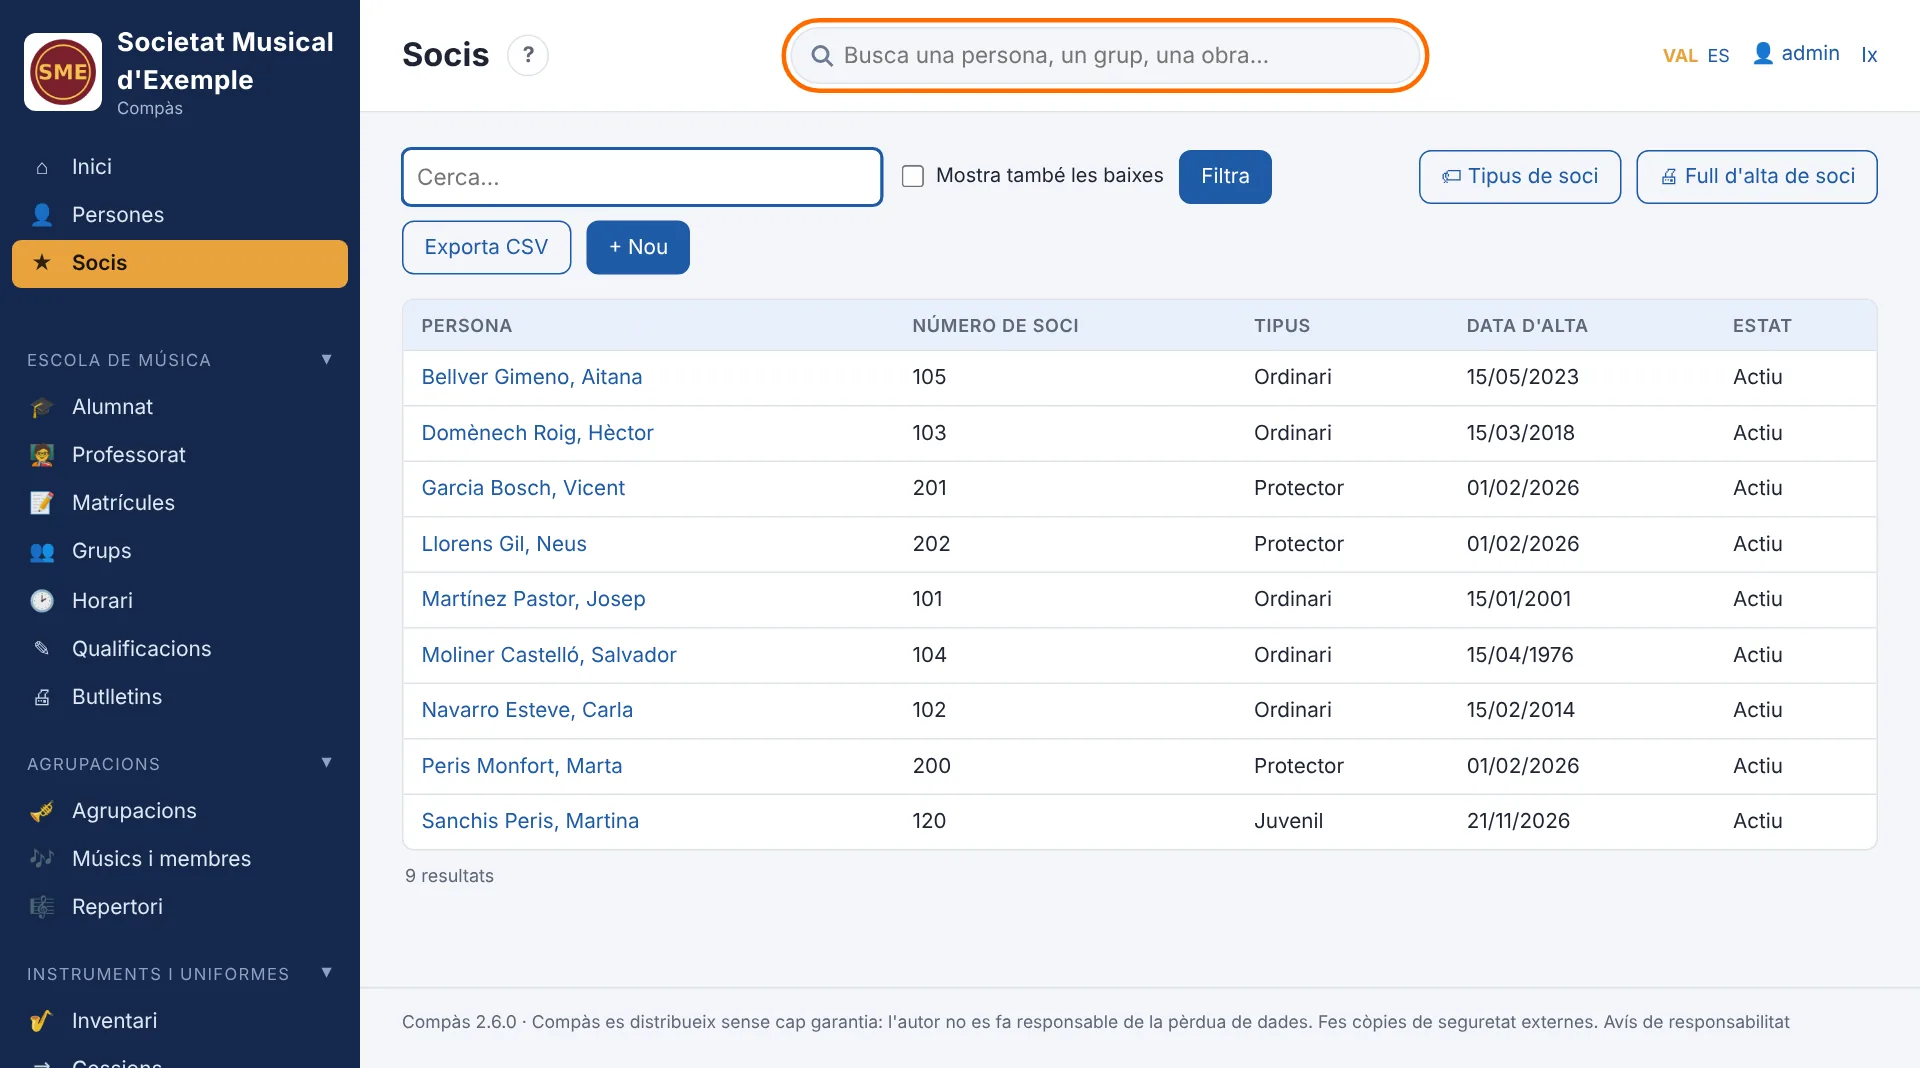 SME
Societat Musical
d'Exemple
Compàs
Inici
Persones
Socis
ESCOLA DE MÚSICA
Alumnat
Professorat
Matrícules
Grups
Horari
Qualificacions
Butlletins
AGRUPACIONS
Agrupacions
Músics i membres
Repertori
INSTRUMENTS I UNIFORMES
Inventari
Cessions
Socis ?
Busca una persona, un grup, una obra...
VAL ES admin Ix
Cerca... Mostra també les baixes Filtra Tipus de soci Full d'alta de soci
Exporta CSV + Nou
PERSONA NÚMERO DE SOCI TIPUS DATA D'ALTA ESTAT
Bellver Gimeno, Aitana 105 Ordinari 15/05/2023 Actiu
Domènech Roig, Hèctor 103 Ordinari 15/03/2018 Actiu
Garcia Bosch, Vicent 201 Protector 01/02/2026 Actiu
Llorens Gil, Neus 202 Protector 01/02/2026 Actiu
Martínez Pastor, Josep 101 Ordinari 15/01/2001 Actiu
Moliner Castelló, Salvador 104 Ordinari 15/04/1976 Actiu
Navarro Esteve, Carla 102 Ordinari 15/02/2014 Actiu
Peris Monfort, Marta 200 Protector 01/02/2026 Actiu
Sanchis Peris, Martina 120 Juvenil 21/11/2026 Actiu
9 resultats
Compàs 2.6.0 · Compàs es distribueix sense cap garantia: l'autor no es fa responsable de la pèrdua de dades. Fes còpies de seguretat externes. Avís de responsabilitat